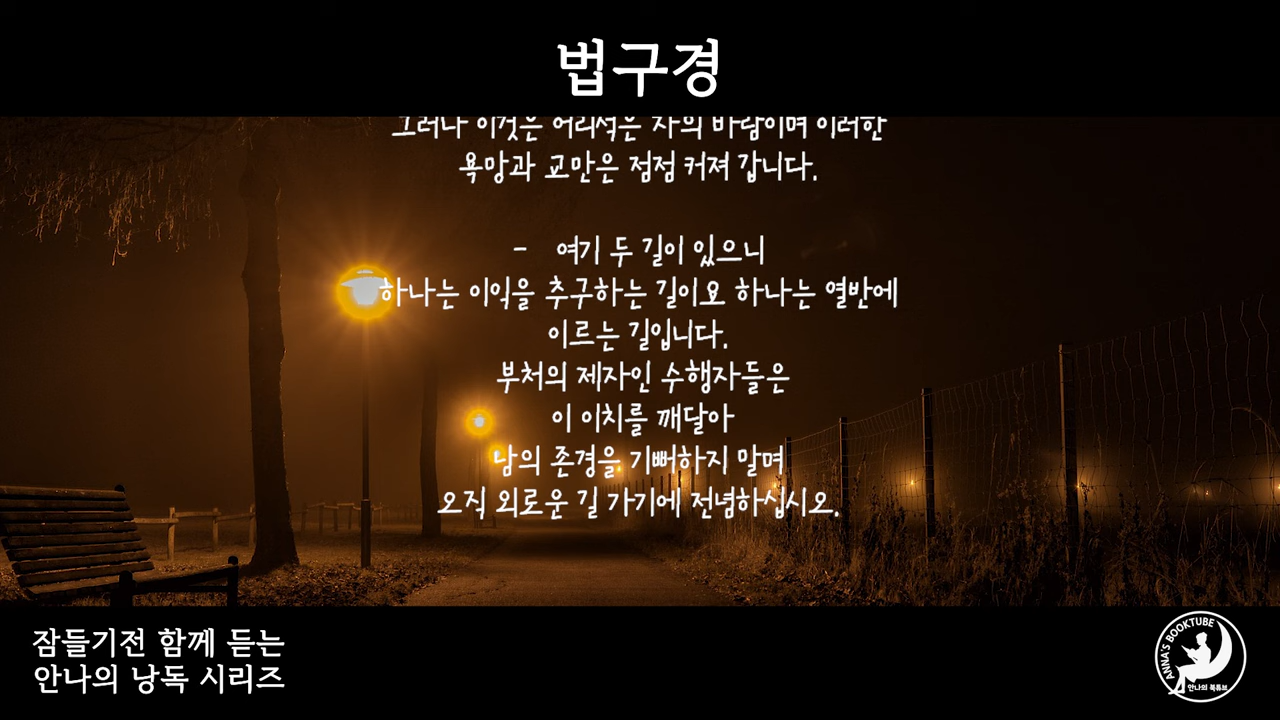 법구경
그러나 이것은 어리석은 자의 바람이며 이러한
욕망과 교만은 점점 커져 갑니다.
- 여기 두 길이 있으니
하나는 이익을 추구하는 길이요 하나는 열반에
이르는 길입니다.
부처의 제자인 수행자들은
이 이치를 깨달아
남의 존경을 기뻐하지 말며
오직 외로운 길 가기에 전념하십시오.
잠들기전 함께 듣는
안나의 낭독 시리즈
ANNA'S BOOKTUBE
안나의 북튜브